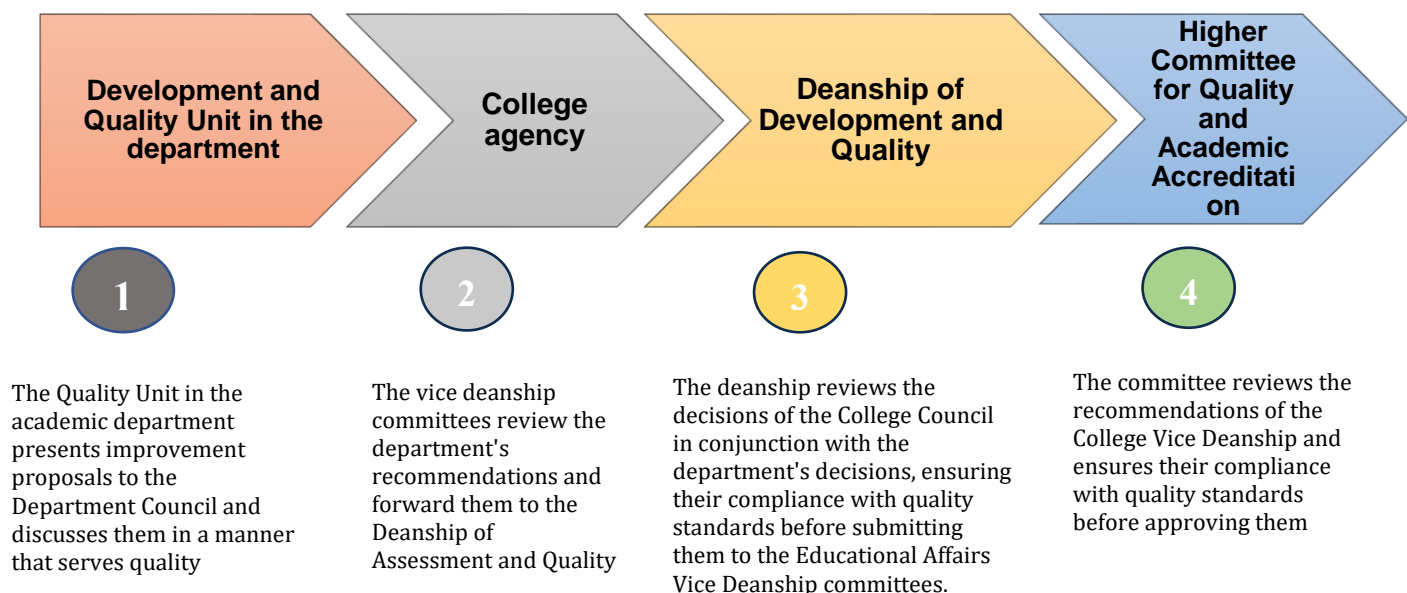 Development and
Quality Unit in the
department
College
agency
Deanship of
Development and
Quality
Higher
Committee
for Quality
and
Academic
Accreditati
on
1
2
3
4
The Quality Unit in the
academic department
presents improvement
proposals to the
Department Council and
discusses them in a manner
that serves quality
The vice deanship
committees review the
department's
recommendations and
forward them to the
Deanship of
Assessment and Quality
The deanship reviews the
decisions of the College Council
in conjunction with the
department's decisions, ensuring
their compliance with quality
standards before submitting
them to the Educational Affairs
Vice Deanship committees.
The committee reviews the
recommendations of the
College Vice Deanship and
ensures their compliance
with quality standards
before approving them